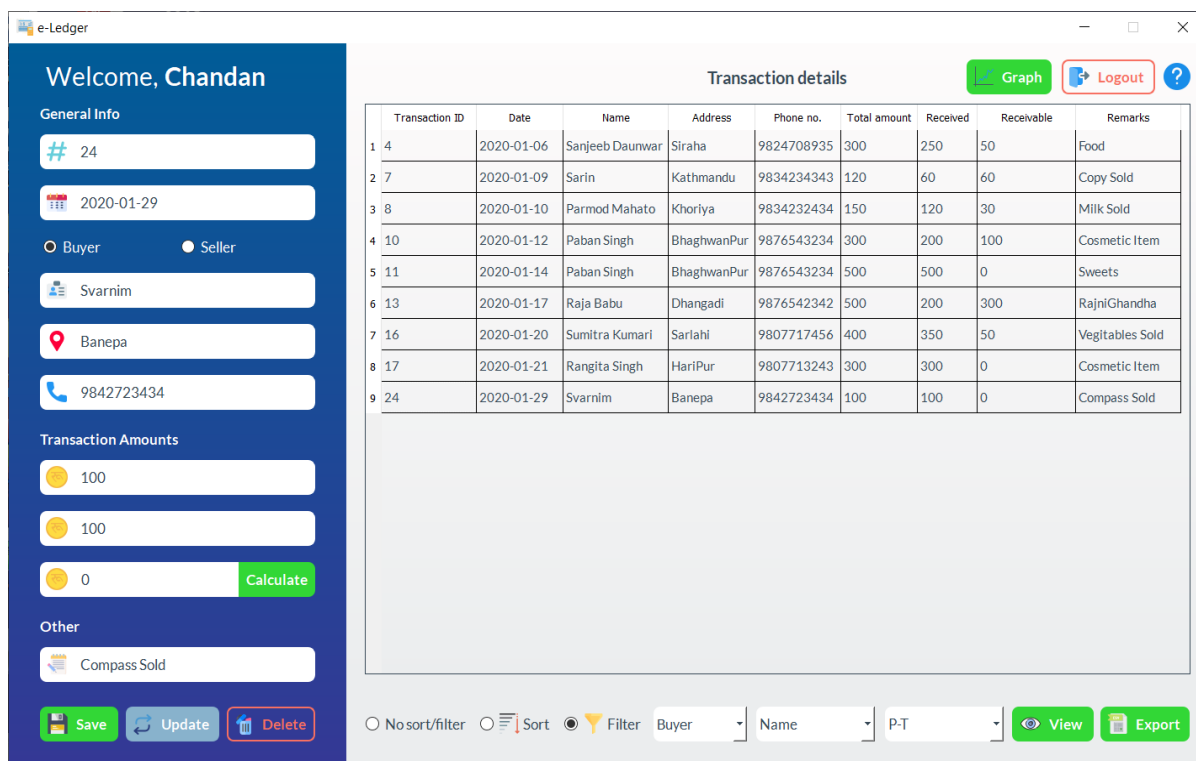 e-Ledger
Welcome, Chandan
General Info
24
2020-01-29
Buyer Seller
Svarnim
Banepa
9842723434
Transaction Amounts
100
100
0 Calculate
Other
Compass Sold
Save Update Delete
Transaction details Graph Logout ?
Transaction ID Date Name Address Phone no. Total amount Received Receivable Remarks
1 4 2020-01-06 Sanjeeb Daunwar Siraha 9824708935 300 250 50 Food
2 7 2020-01-09 Sarin Kathmandu 9834234343 120 60 60 Copy Sold
3 8 2020-01-10 Parmod Mahato Khoriya 9834232434 150 120 30 Milk Sold
4 10 2020-01-12 Paban Singh BhaghwanPur 9876543234 300 200 100 Cosmetic Item
5 11 2020-01-14 Paban Singh BhaghwanPur 9876543234 500 500 0 Sweets
6 13 2020-01-17 Raja Babu Dhangadi 9876542342 500 200 300 RajniGhandha
7 16 2020-01-20 Sumitra Kumari Sarlahi 9807717456 400 350 50 Vegitables Sold
8 17 2020-01-21 Rangita Singh HariPur 9807713243 300 300 0 Cosmetic Item
9 24 2020-01-29 Svarnim Banepa 9842723434 100 100 0 Compass Sold
No sort/filter Sort Filter Buyer Name P-T View Export